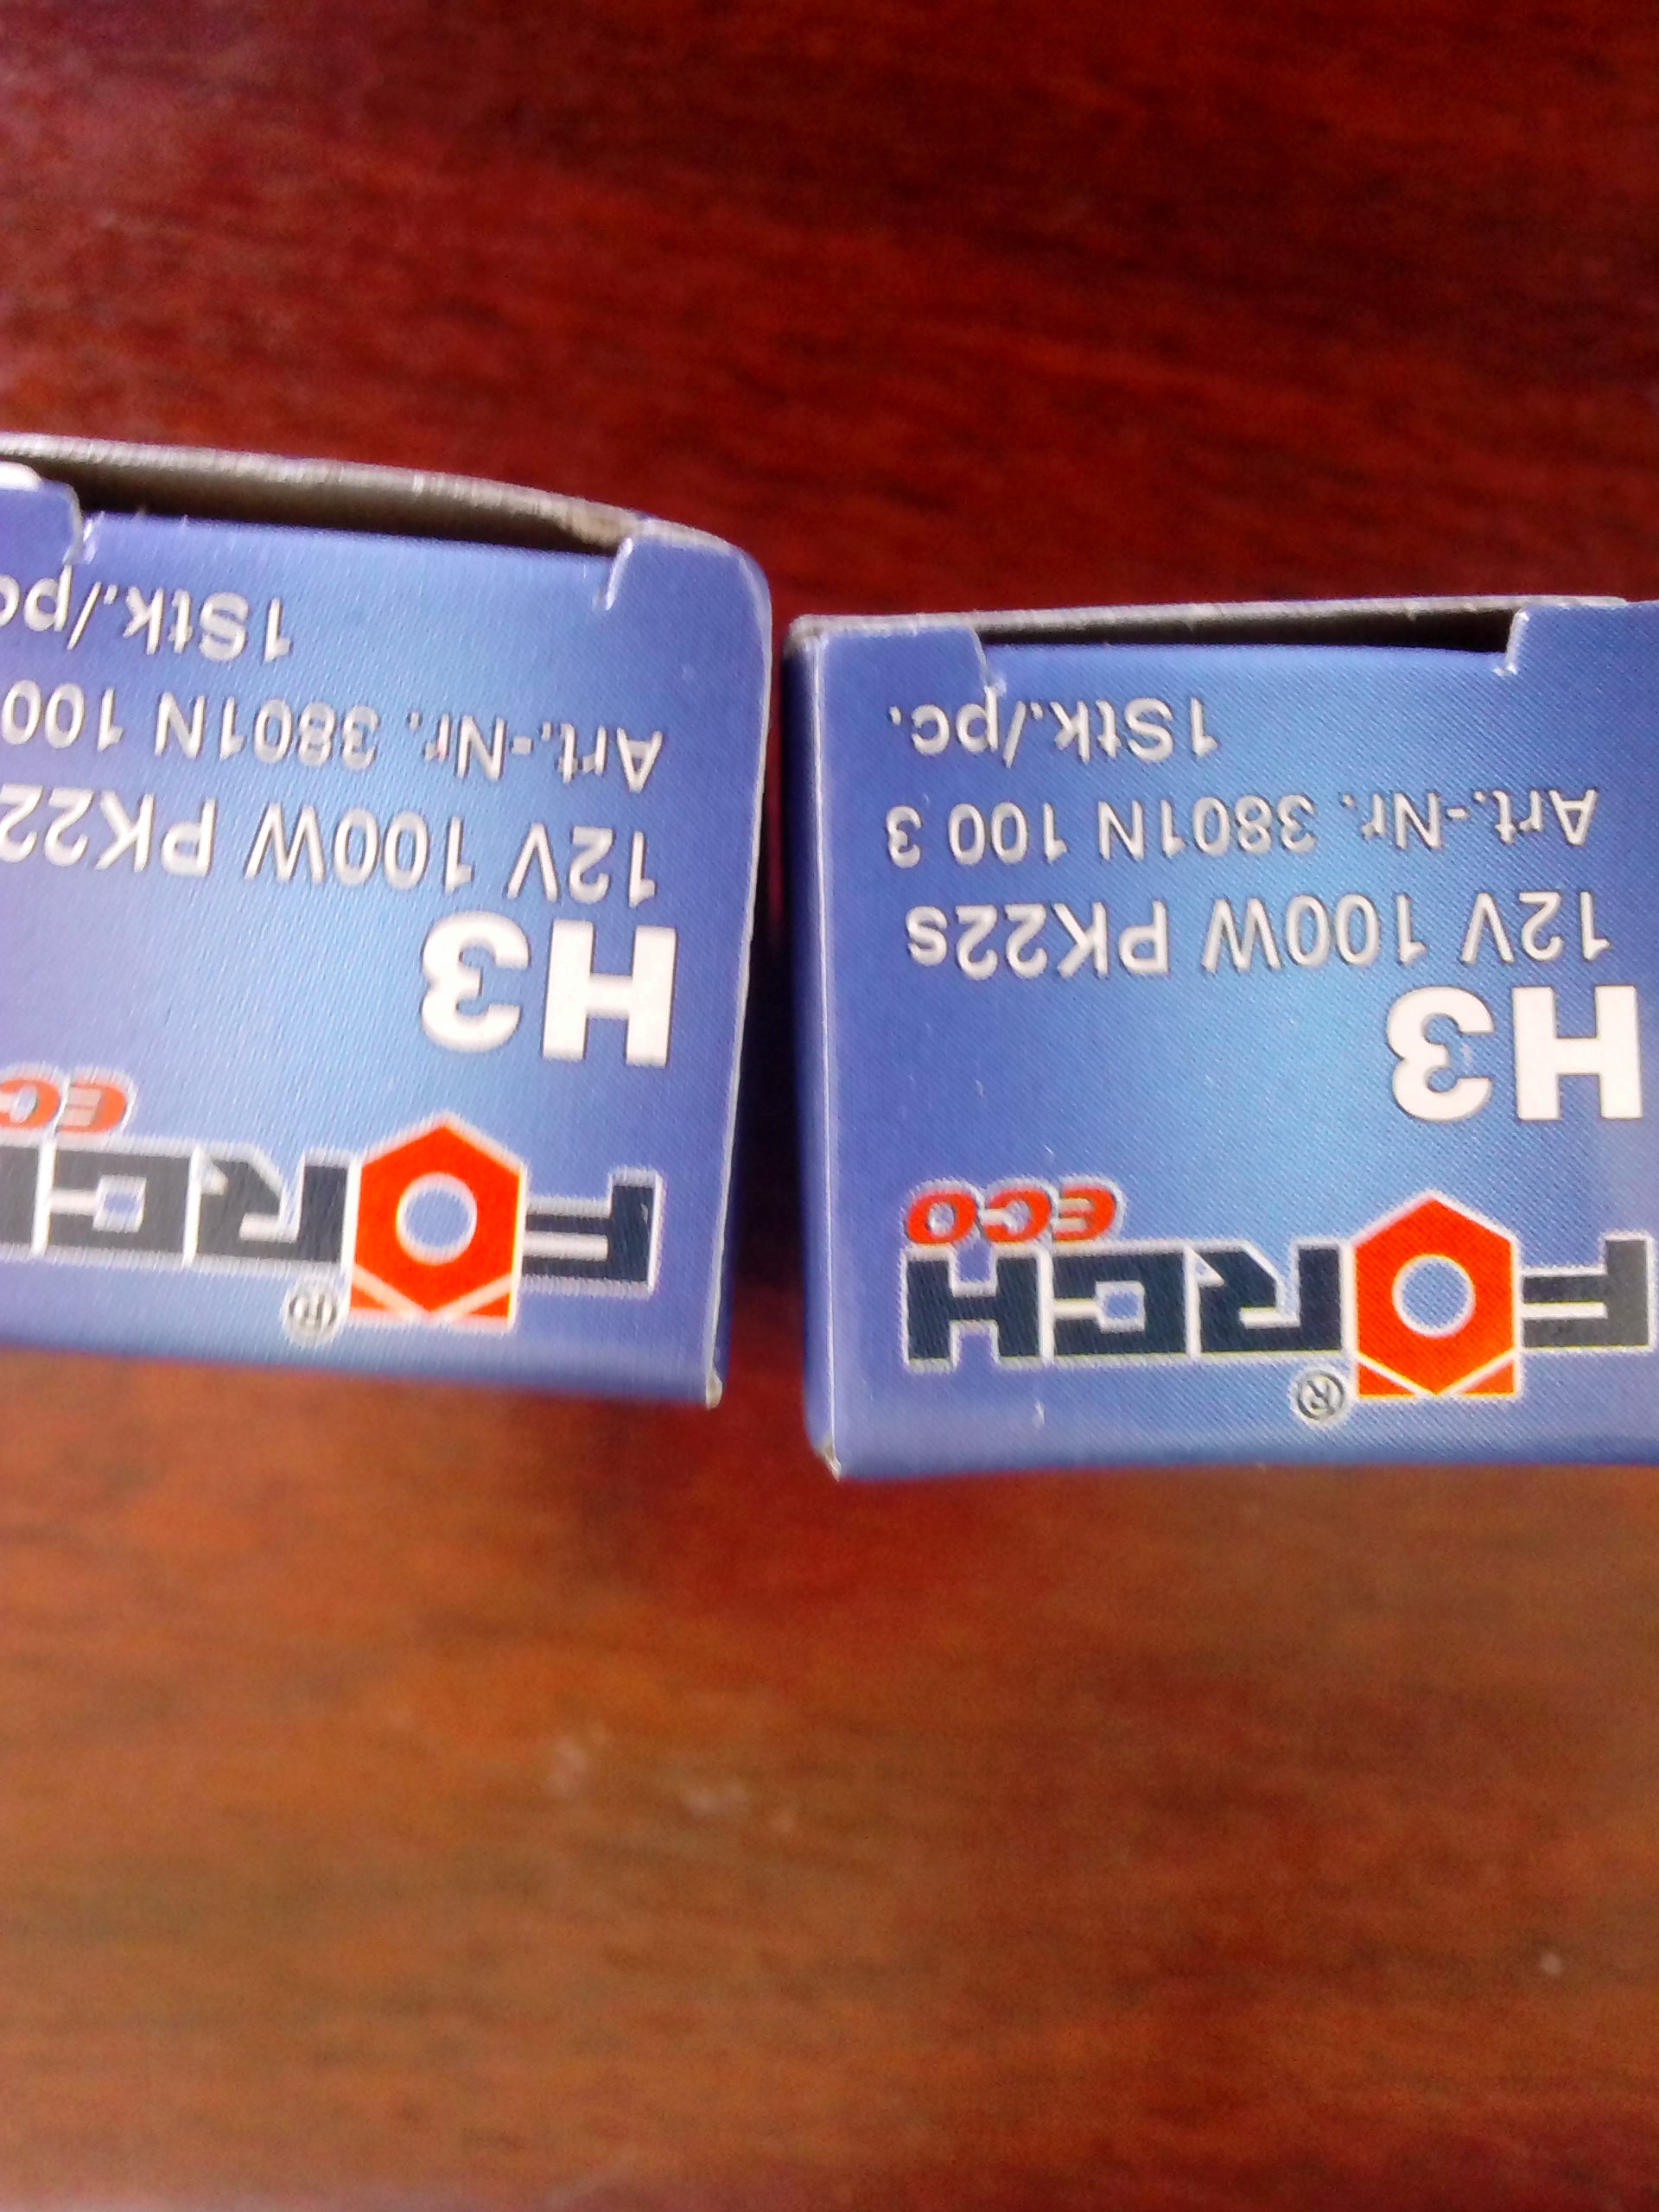 FORCH®
ECO
H3
12V 100W PK22s
Art.-Nr. 3801N 100 3
1Stk./pc.
FORCH®
EC
H3
12V 100W PK22
Art.-Nr. 3801N 100
1Stk./pc